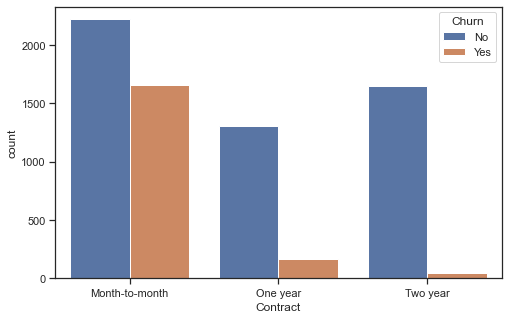 Churn
No
Yes
2000
1500
1000
500
0
count
Month-to-month
One year
Two year
Contract